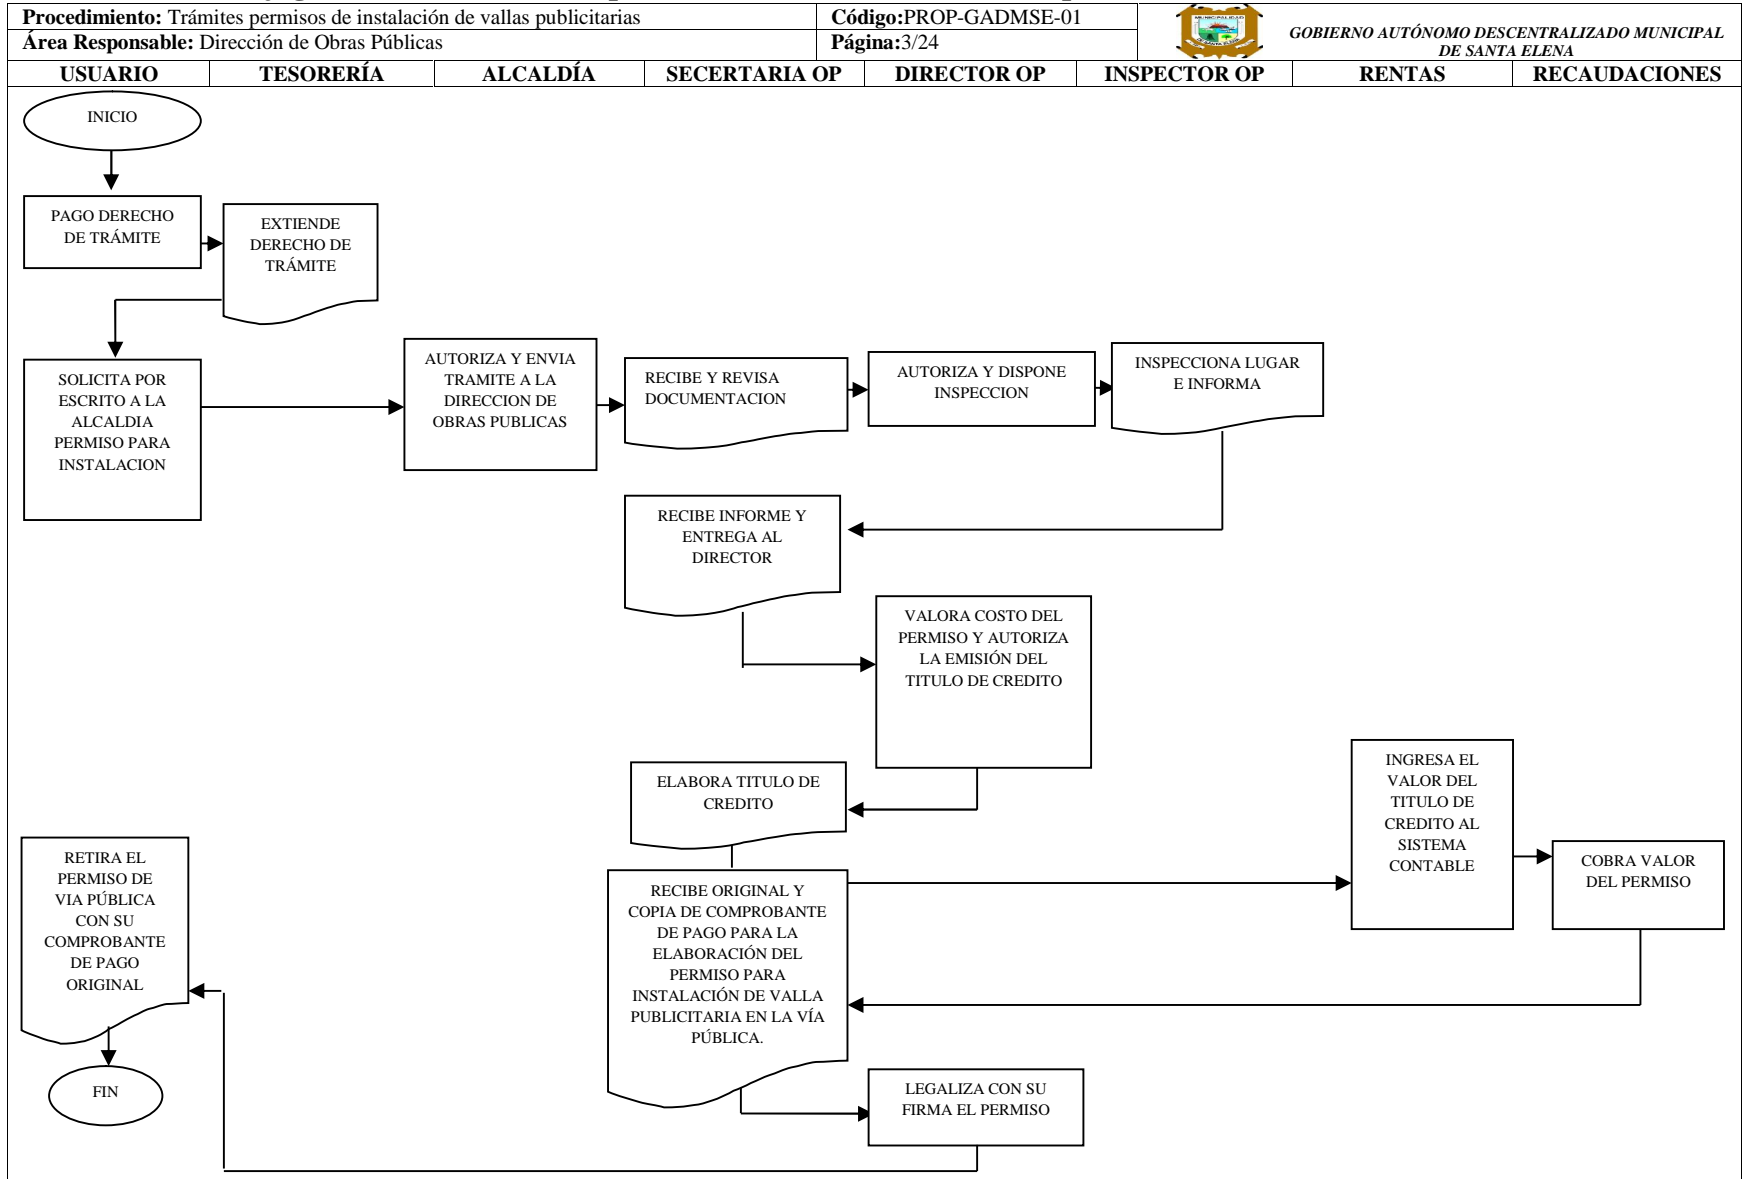 Procedimiento: Trámites permisos de instalación de vallas publicitarias
Código:PROP-GADMSE-01
GOBIERNO AUTÓNOMO DESCENTRALIZADO MUNICIPAL
DE SANTA ELENA
Área Responsable: Dirección de Obras Públicas
Página:3/24
USUARIO
TESORERÍA
ALCALDÍA
SECERTARIA OP
DIRECTOR OP
INSPECTOR OP
RENTAS
RECAUDACIONES
INICIO
PAGO DERECHO
DE TRÁMITE
EXTIENDE
DERECHO DE
TRÁMITE
SOLICITA POR
ESCRITO A LA
ALCALDIA
PERMISO PARA
INSTALACION
AUTORIZA Y ENVIA
TRAMITE A LA
DIRECCION DE
OBRAS PUBLICAS
RECIBE Y REVISA
DOCUMENTACION
AUTORIZA Y DISPONE
INSPECCION
INSPECCIONA LUGAR
E INFORMA
RECIBE INFORME Y
ENTREGA AL
DIRECTOR
VALORA COSTO DEL
PERMISO Y AUTORIZA
LA EMISIÓN DEL
TITULO DE CREDITO
ELABORA TITULO DE
CREDITO
INGRESA EL
VALOR DEL
TITULO DE
CREDITO AL
SISTEMA
CONTABLE
COBRA VALOR
DEL PERMISO
RECIBE ORIGINAL Y
COPIA DE COMPROBANTE
DE PAGO PARA LA
ELABORACIÓN DEL
PERMISO PARA
INSTALACIÓN DE VALLA
PUBLICITARIA EN LA VÍA
PÚBLICA.
LEGALIZA CON SU
FIRMA EL PERMISO
RETIRA EL
PERMISO DE
VIA PÚBLICA
CON SU
COMPROBANTE
DE PAGO
ORIGINAL
FIN